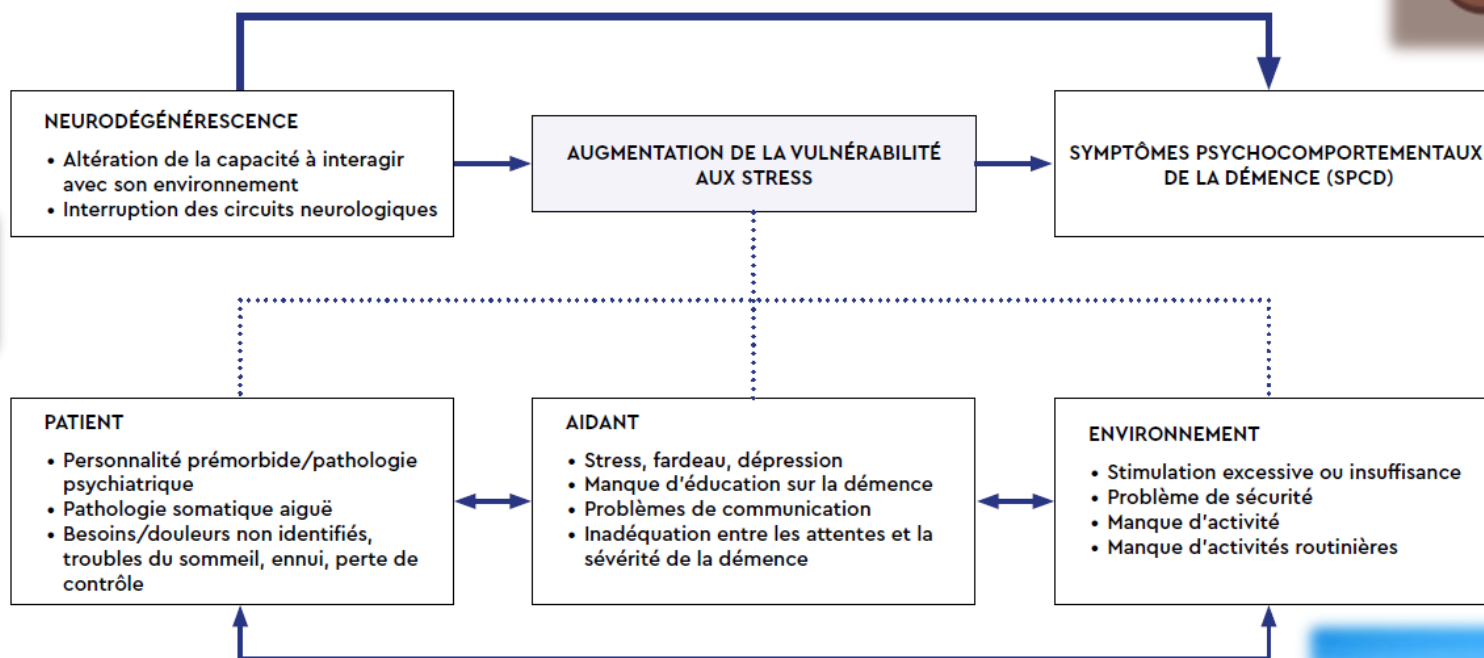 NEURODÉGÉNÉRESCENCE
• Altération de la capacité à interagir
avec son environnement
• Interruption des circuits neurologiques
AUGMENTATION DE LA VULNÉRABILITÉ
AUX STRESS
SYMPTÔMES PSYCHOCOMPORTEMENTAUX
DE LA DÉMENCE (SPCD)
PATIENT
• Personnalité prémorbide/pathologie
psychiatrique
• Pathologie somatique aiguë
• Besoins/douleurs non identifiés,
troubles du sommeil, ennui, perte de
contrôle
AIDANT
• Stress, fardeau, dépression
• Manque d'éducation sur la démence
• Problèmes de communication
• Inadéquation entre les attentes et la
sévérité de la démence
ENVIRONNEMENT
• Stimulation excessive ou insuffisance
• Problème de sécurité
• Manque d'activité
• Manque d'activités routinières